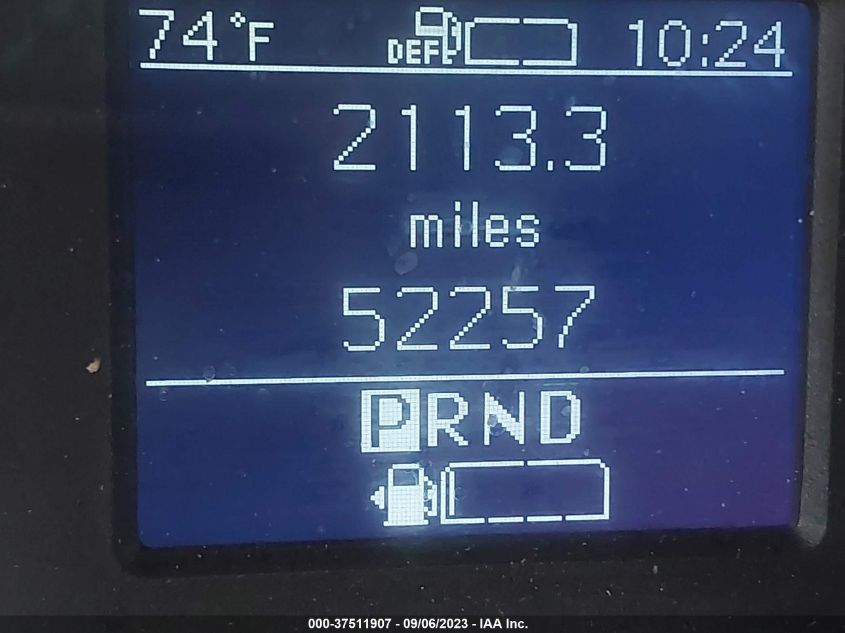 74°F DEF 10:24
2113.3
miles
52257
PRND
000-37511907 - 09/06/2023 - IAA Inc.